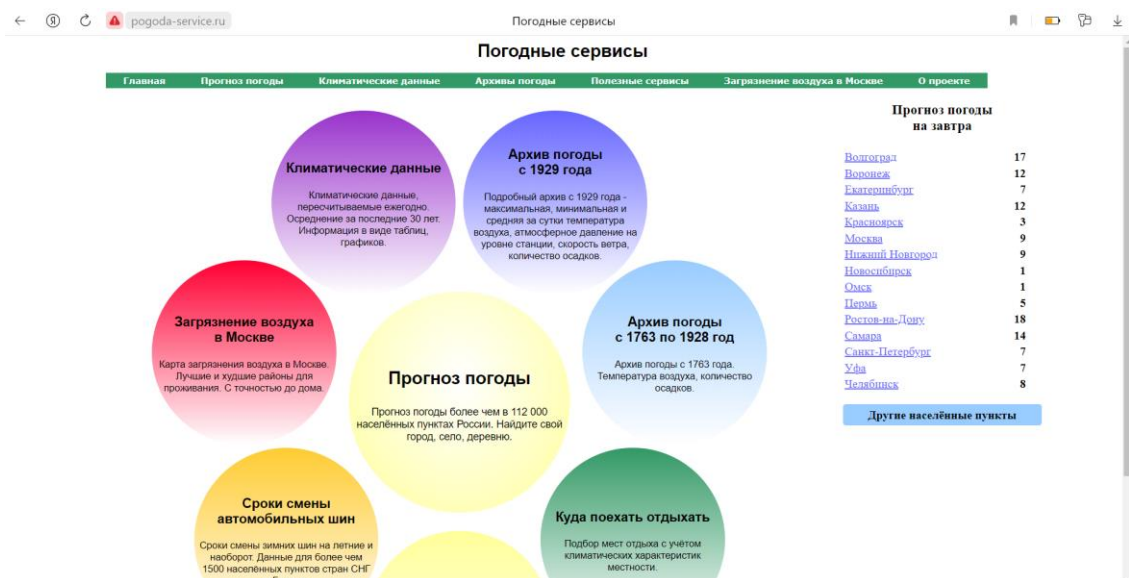 pogoda-service.ru
Погодные сервисы
Погодные сервисы
Главная Прогноз погоды Климатические данные Архивы погоды Полезные сервисы Загрязнение воздуха в Москве О проекте
Климатические данные
Климатические данные,
пересчитываемые ежегодно.
Осреднение за последние 30 лет.
Информация в виде таблиц,
графиков.
Архив погоды
с 1929 года
Подробный архив с 1929 года -
максимальная, минимальная и
средняя за сутки температура
воздуха, атмосферное давление на
уровне станции, скорость ветра,
количество осадков.
Загрязнение воздуха
в Москве
Карта загрязнения воздуха в Москве.
Лучшие и худшие районы для
проживания. С точностью до дома.
Прогноз погоды
Прогноз погоды более чем в 112 000
населённых пунктах России. Найдите свой
город, село, деревню.
Архив погоды
с 1763 по 1928 год
Архив погоды с 1763 года.
Температура воздуха, количество
осадков.
Сроки смены
автомобильных шин
Сроки смены зимних шин на летние и
наоборот. Данные для более чем
1500 населённых пунктов стран СНГ
Куда поехать отдыхать
Подбор мест отдыха с учётом
климатических характеристик
местности.
Прогноз погоды
на завтра
Волгоград 17
Воронеж 12
Екатеринбург 7
Казань 12
Красноярск 3
Москва 9
Нижний Новгород 9
Новосибирск 1
Омск 1
Пермь 5
Ростов-на-Дону 18
Самара 14
Санкт-Петербург 7
Уфа 7
Челябинск 8
Другие населённые пункты